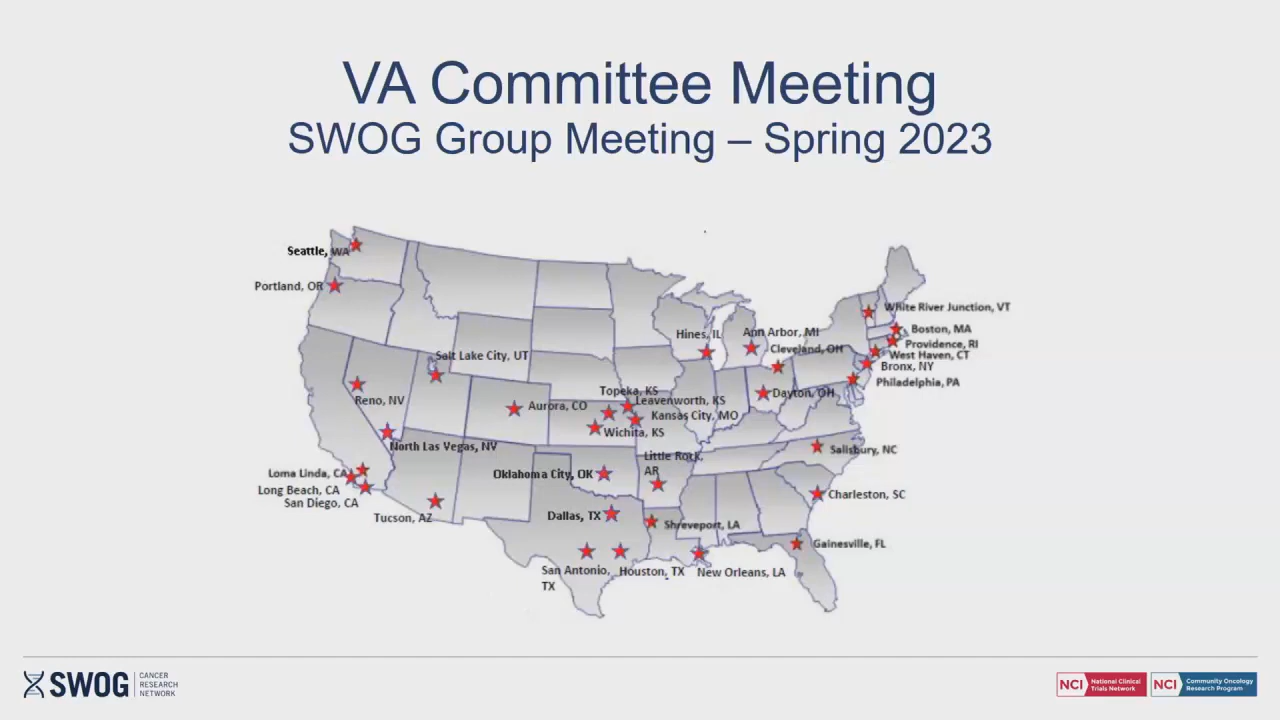 VA Committee Meeting
SWOG Group Meeting – Spring 2023
Seattle, WA
Portland, OR
White River Junction, VT
Boston, MA
Hines, IL
Ann Arbor, MI
Providence, RI
Cleveland, OH
West Haven, CT
Salt Lake City, UT
Bronx, NY
Philadelphia, PA
Topeka, KS
Dayton, OH
Reno, NV
Leavenworth, KS
Aurora, CO
Kansas City, MO
Wichita, KS
North Las Vegas, NV
Salisbury, NC
Little Rock,
AR
Loma Linda, CA
Oklahoma City, OK
Long Beach, CA
Charleston, SC
San Diego, CA
Tucson, AZ
Dallas, TX
Shreveport, LA
Gainesville, FL
San Antonio,
TX
Houston, TX
New Orleans, LA
SWOG
CANCER
RESEARCH
NETWORK
NCI
National Clinical
Trials Network
NCI
Community Oncology
Research Program